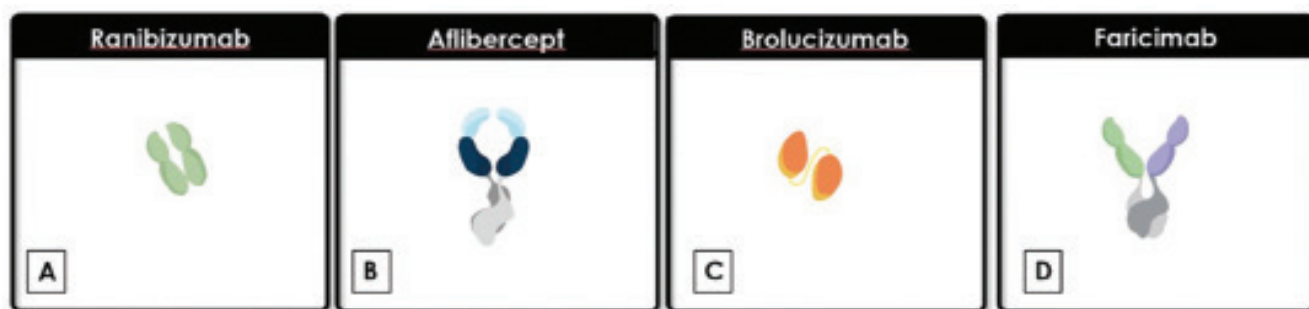 Ranibizumab
Aflibercept
Brolucizumab
Faricimab
A
B
C
D